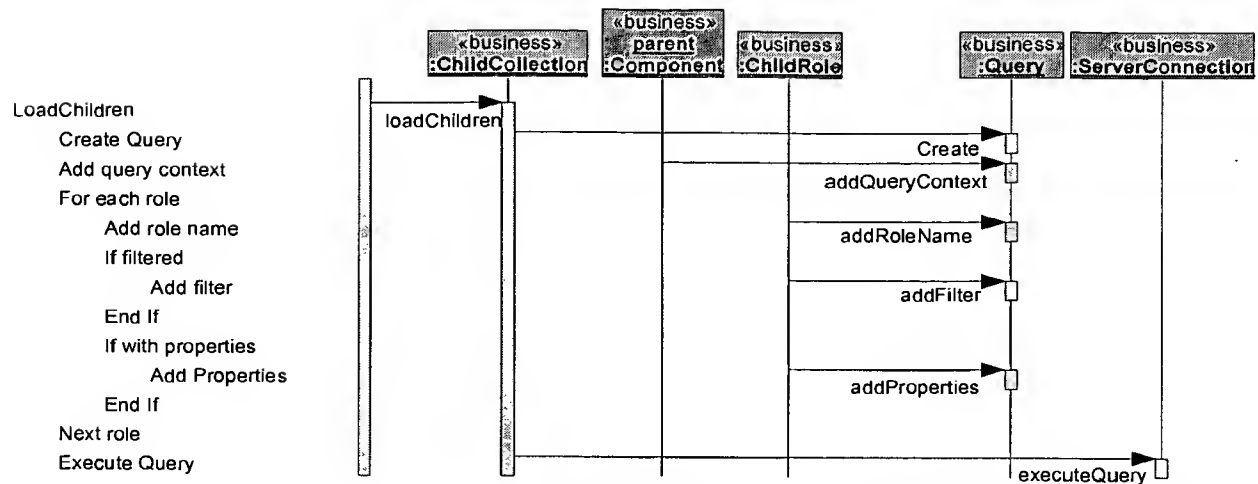 «business»
«business»
parent
«business»
«business»
«business»
:ChildCollection
:Component
:ChildRole
:Query
:ServerConnection
LoadChildren
loadChildren
Create Query
Create
Add query context
addQueryContext
For each role
Add role name
addRoleName
If filtered
Add filter
addFilter
End If
If with properties
Add Properties
addProperties
End If
Next role
Execute Query
executeQuery